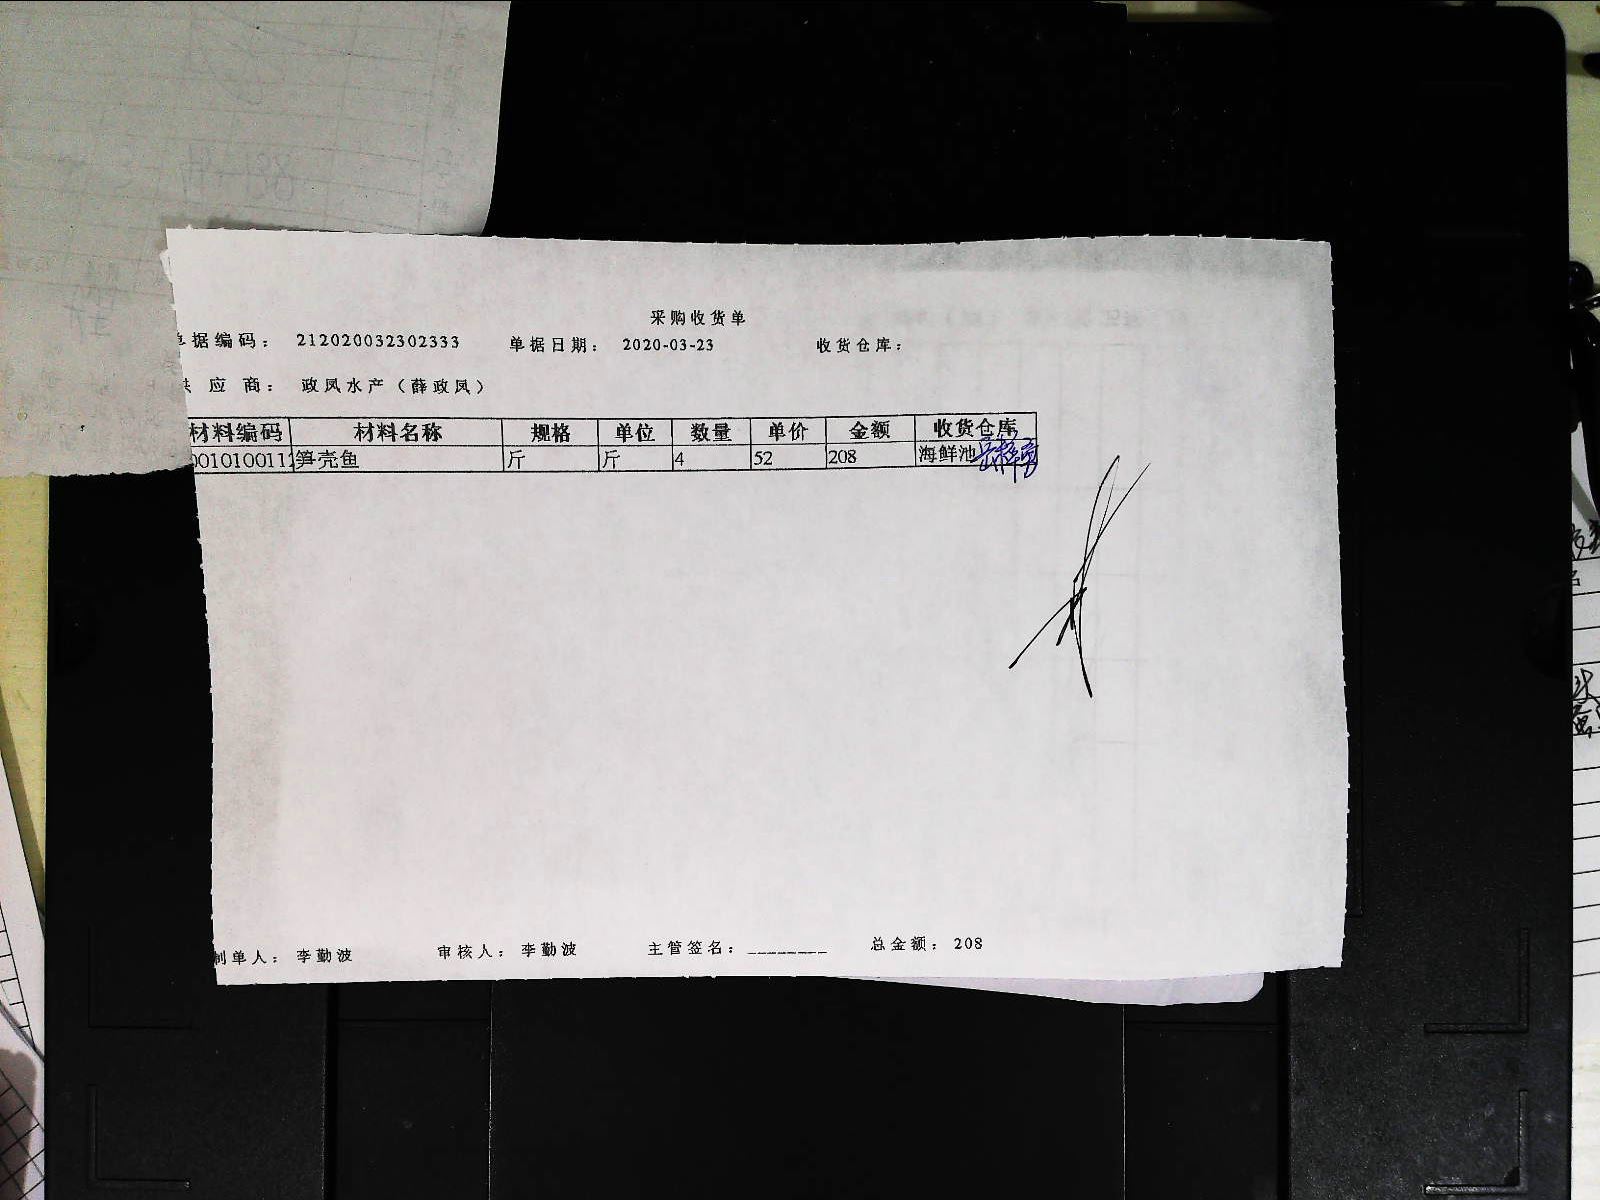 采购收货单
单据编码： 212020032302333 单据日期： 2020-03-23 收货仓库：
供 应 商： 政凤水产（薛政凤）
材料编码 材料名称 规格 单位 数量 单价 金额 收货仓库
0010100112 笋壳鱼 斤 斤 4 52 208 海鲜池
制单人： 李勤波 审核人： 李勤波 主管签名：________ 总金额： 208